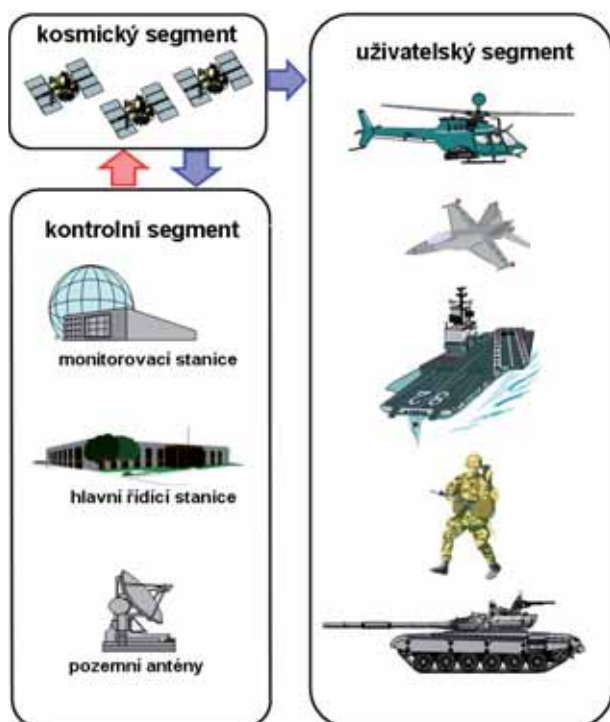 kosmický segment
uživatelský segment
kontrolní segment
monitorovací stanice
hlavní řídící stanice
pozemní antény